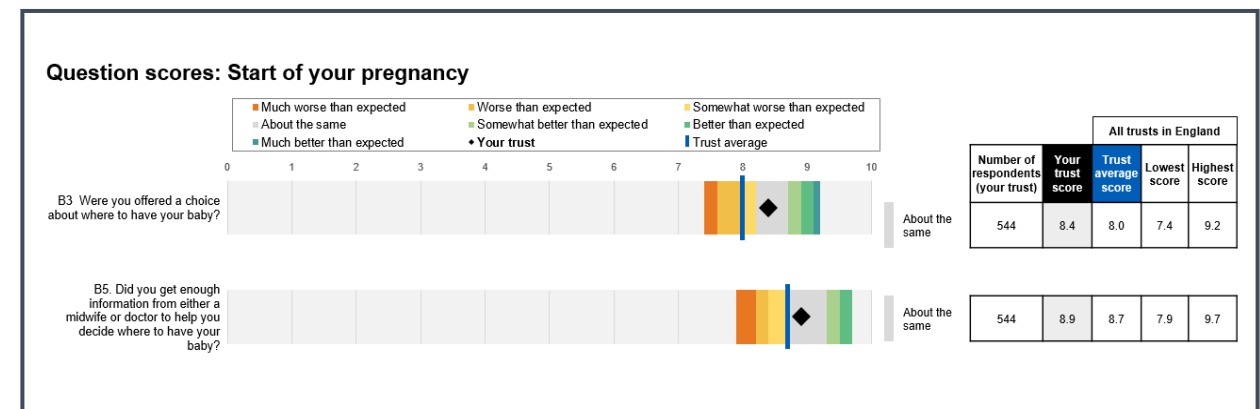 Question scores: Start of your pregnancy
Much worse than expected Worse than expected Somewhat worse than expected
About the same Somewhat better than expected Better than expected
Much better than expected Your trust Trust average
0 1 2 3 4 5 6 7 8 9 10
B3 Were you offered a choice
about where to have your baby?
About the
same
B5. Did you get enough
information from either a
midwife or doctor to help you
decide where to have your
baby?
About the
same
All trusts in England
Number of
respondents
(your trust)
Your
trust
score
Trust
average
score
Lowest
score
Highest
score
544 8.4 8.0 7.4 9.2
544 8.9 8.7 7.9 9.7